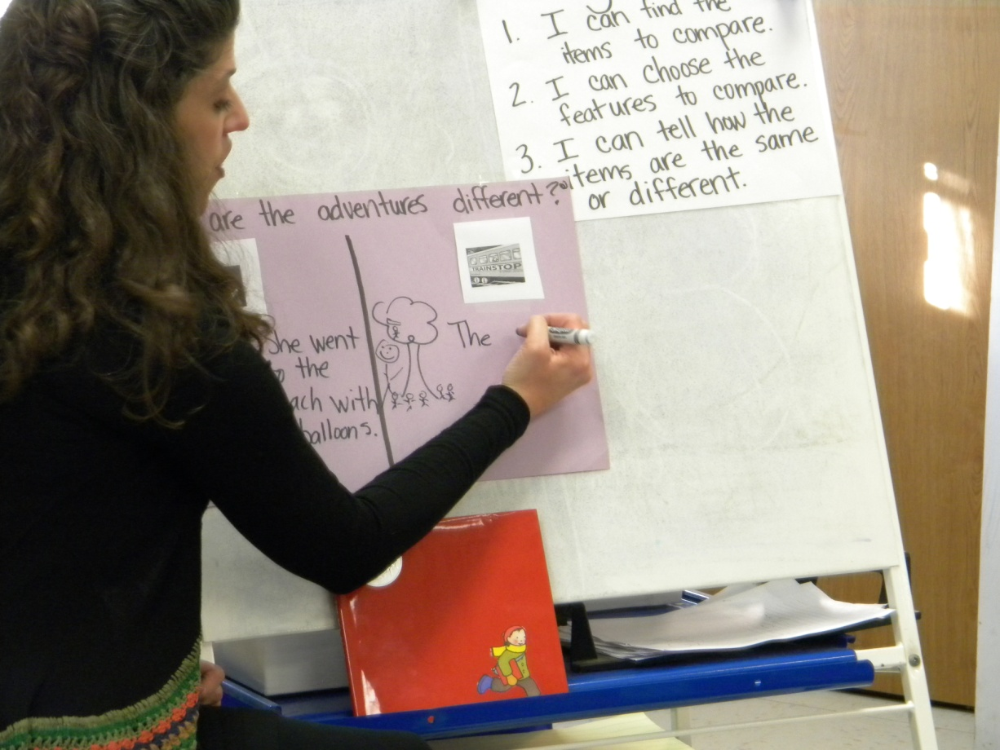 1. I can find the
items to compare.
2. I can choose the
features to compare.
3. I can tell how the
items are the same
or different.
are the adventures different?
TRAINSTOP
She went
the
with
balloons.
The